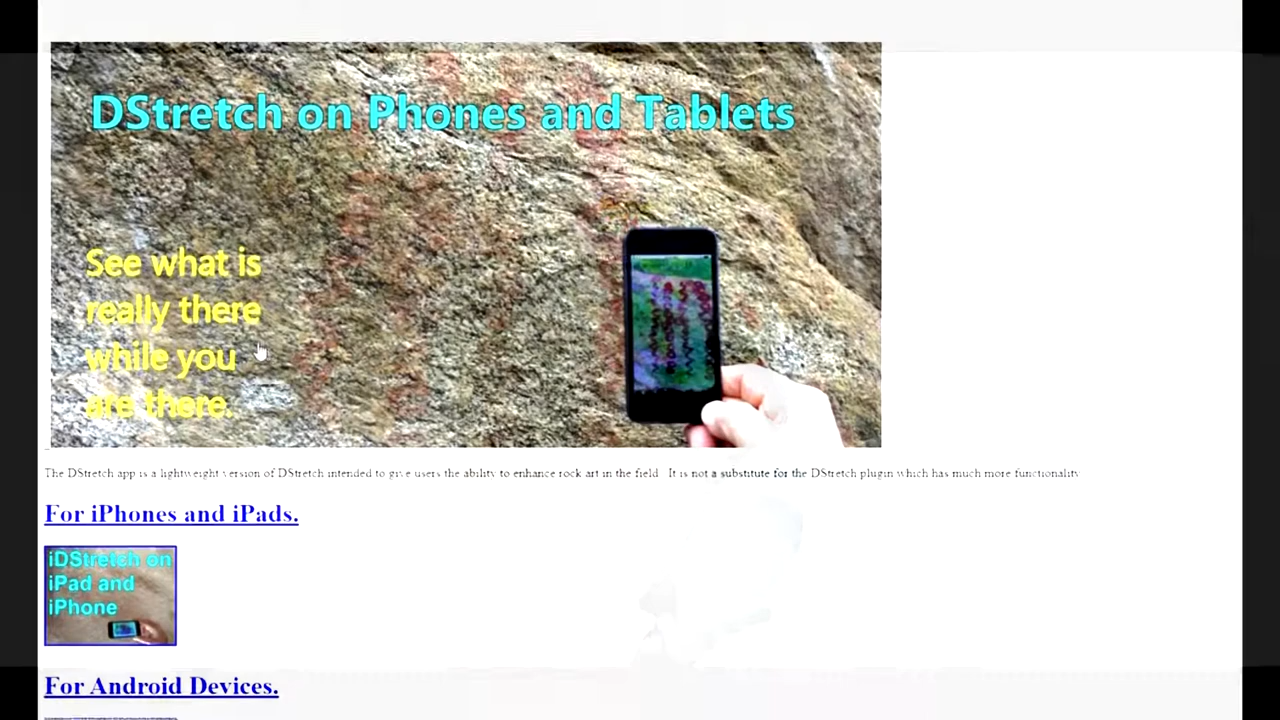 DStretch on Phones and Tablets
See what is
really there
while you
are there..
The DStretch app is a lightweight version of DStretch intended to give users the ability to enhance rock art in the field It is not a substitute for the DStretch plugin which has much more functionality
For iPhones and iPads.
iDStretch on
iPad and
iPhone
For Android Devices.